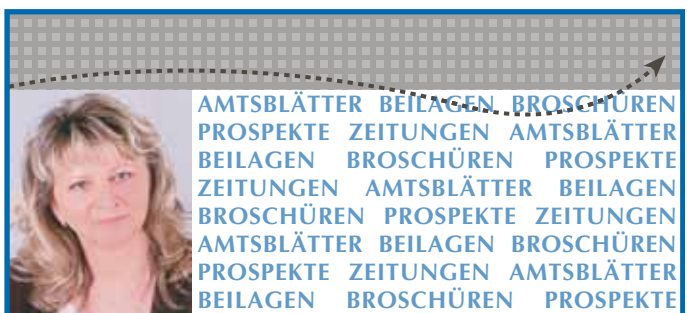 AMTSBLÄTTER BEILAGEN BROSCHÜREN
PROSPEKTE ZEITUNGEN AMTSBLÄTTER
BEILAGEN BROSCHÜREN PROSPEKTE
ZEITUNGEN AMTSBLÄTTER BEILAGEN
BROSCHÜREN PROSPEKTE ZEITUNGEN
AMTSBLÄTTER BEILAGEN BROSCHÜREN
PROSPEKTE ZEITUNGEN AMTSBLÄTTER
BEILAGEN BROSCHÜREN PROSPEKTE